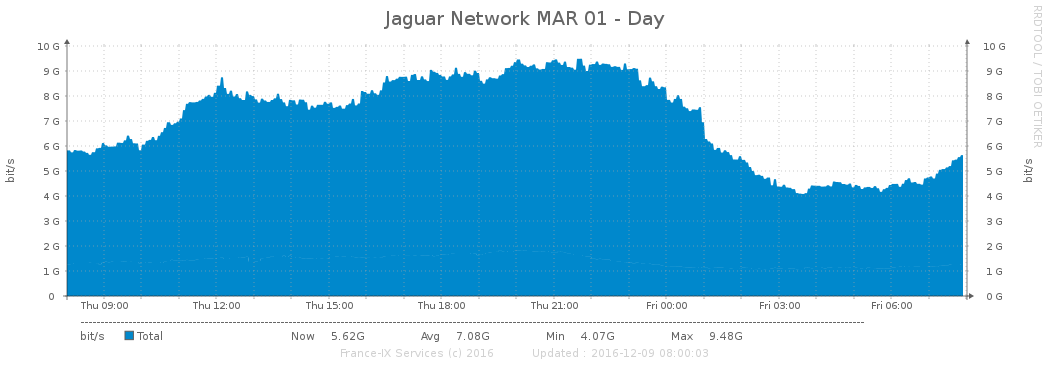 Jaguar Network MAR 01 - Day
RRDTOOL / TOBI OETIKER
bit/s
10 G
9 G
8 G
7 G
6 G
5 G
4 G
3 G
2 G
1 G
0
10 G
9 G
8 G
7 G
6 G
5 G
4 G
3 G
2 G
1 G
0 G
bit/s
Thu 09:00 Thu 12:00 Thu 15:00 Thu 18:00 Thu 21:00 Fri 00:00 Fri 03:00 Fri 06:00
bit/s Total Now 5.62G Avg 7.08G Min 4.07G Max 9.48G
France-IX Services (c) 2016 Updated : 2016-12-09 08:00:03